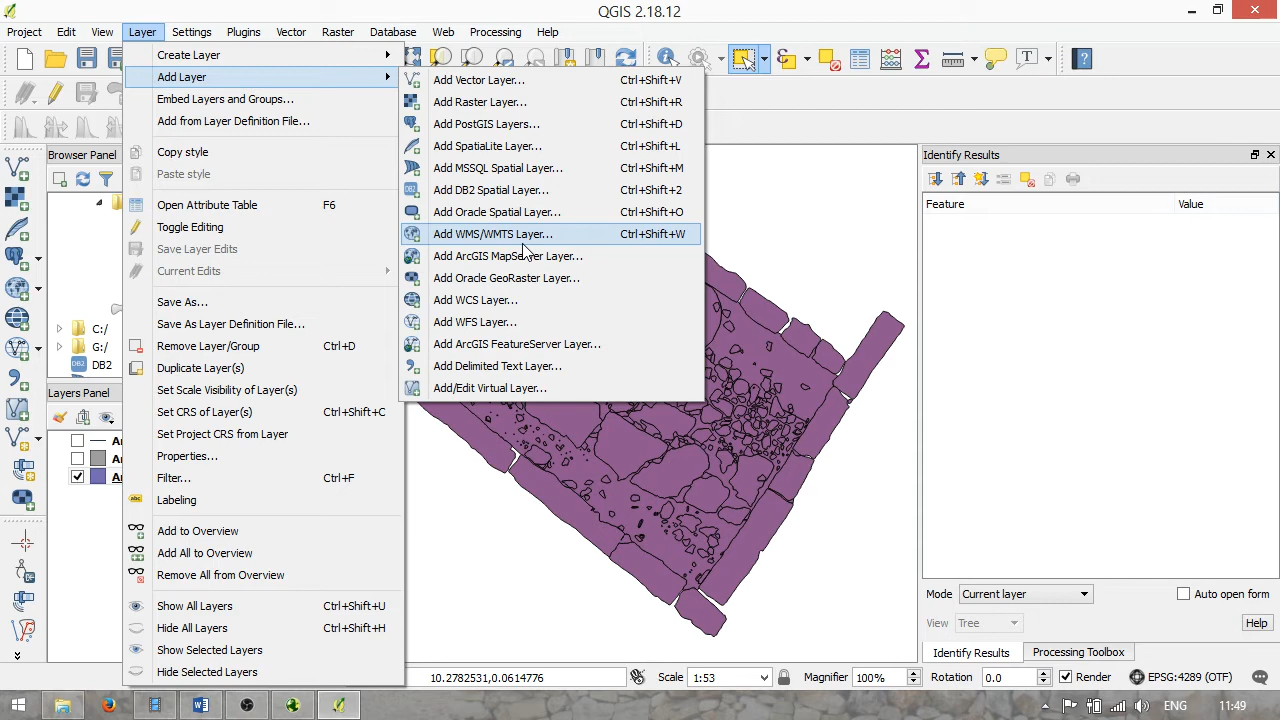 QGIS 2.18.12
Project Edit View Layer Settings Plugins Vector Raster Database Web Processing Help
Create Layer
Add Layer
Embed Layers and Groups...
Add from Layer Definition File...
Copy style
Paste style
Open Attribute Table F6
Toggle Editing
Save Layer Edits
Current Edits
Save As...
Save As Layer Definition File...
Remove Layer/Group Ctrl+D
Duplicate Layer(s)
Set Scale Visibility of Layer(s)
Set CRS of Layer(s) Ctrl+Shift+C
Set Project CRS from Layer
Properties...
Filter... Ctrl+F
Labeling
Add to Overview
Add All to Overview
Remove All from Overview
Show All Layers Ctrl+Shift+U
Hide All Layers Ctrl+Shift+H
Show Selected Layers
Hide Selected Layers
Add Vector Layer... Ctrl+Shift+V
Add Raster Layer... Ctrl+Shift+R
Add PostGIS Layers... Ctrl+Shift+D
Add SpatiaLite Layer... Ctrl+Shift+L
Add MSSQL Spatial Layer... Ctrl+Shift+M
Add DB2 Spatial Layer... Ctrl+Shift+2
Add Oracle Spatial Layer... Ctrl+Shift+O
Add WMS/WMTS Layer... Ctrl+Shift+W
Add ArcGIS MapServer Layer...
Add Oracle GeoRaster Layer...
Add WCS Layer...
Add WFS Layer...
Add ArcGIS FeatureServer Layer...
Add Delimited Text Layer...
Add/Edit Virtual Layer...
Browser Panel
C:/
G:/
DB2
Layers Panel
Identify Results
Feature Value
Mode Current layer Auto open form
View Tree Help
Identify Results Processing Toolbox
10.2782531,0.0614776 Scale 1:53 Magnifier 100% Rotation 0.0 Render EPSG:4289 (OTF)
ENG 11:49